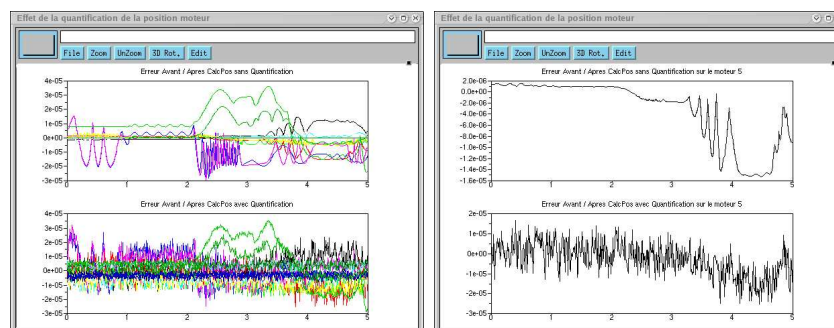 Effet de la quantification de la position moteur
File Zoom UnZoom 3D Rot. Edit
Erreur Avant / Apres CalcPos sans Quantification
4e-05
3e-05
2e-05
1e-05
0e+00
-1e-05
-2e-05
-3e-05
0 1 2 3 4 5
Erreur Avant / Apres CalcPos avec Quantification
4e-05
3e-05
2e-05
1e-05
0e+00
-1e-05
-2e-05
-3e-05
0 1 2 3 4 5
Effet de la quantification de la position moteur
File Zoom UnZoom 3D Rot. Edit
Erreur Avant / Apres CalcPos sans Quantification sur le moteur 5
2.0e-06
0.0e+00
-2.0e-06
-4.0e-06
-6.0e-06
-8.0e-06
-1.0e-05
-1.2e-05
-1.4e-05
-1.6e-05
0 1 2 3 4 5
Erreur Avant / Apres CalcPos avec Quantification sur le moteur 5
2e-05
1e-05
0e+00
-1e-05
-2e-05
-3e-05
0 1 2 3 4 5